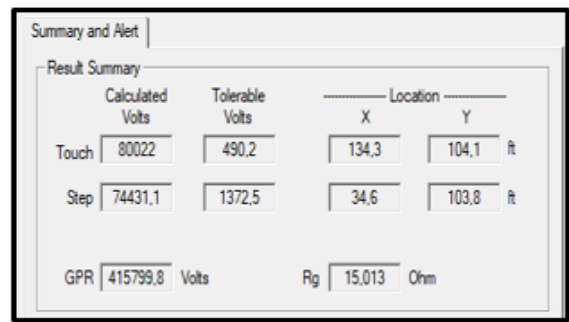 Summary and Alert
Result Summary
Calculated Tolerable Location
Volts Volts X Y
Touch 80022 490,2 134,3 104,1 ft
Step 74431,1 1372,5 34,6 103,8 ft
GPR 415799,8 Volts Rg 15,013 Ohm